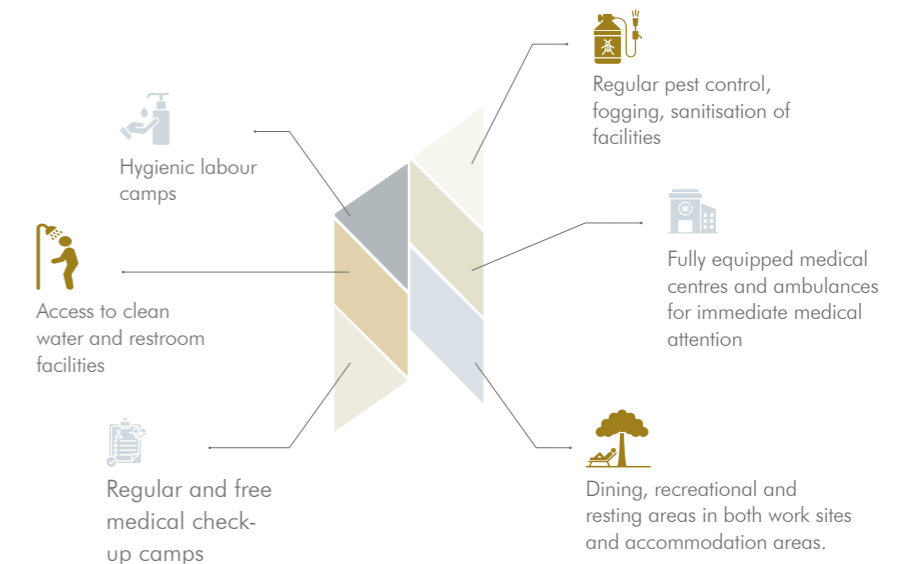 Hygienic labour
camps
Access to clean
water and restroom
facilities
Regular and free
medical check-
up camps
Regular pest control,
fogging, sanitisation of
facilities
Fully equipped medical
centres and ambulances
for immediate medical
attention
Dining, recreational and
resting areas in both work sites
and accommodation areas.